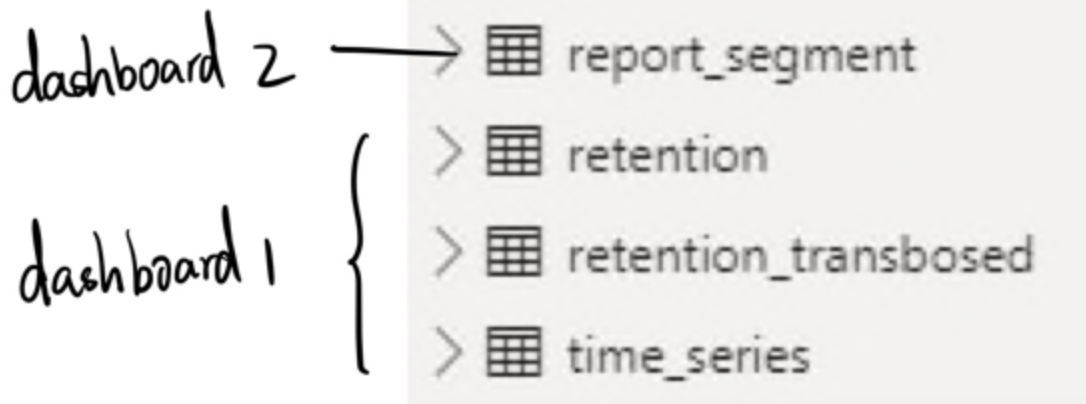 dashboard 2 report_segment
retention
dashboard 1 retention_transbosed
time_series